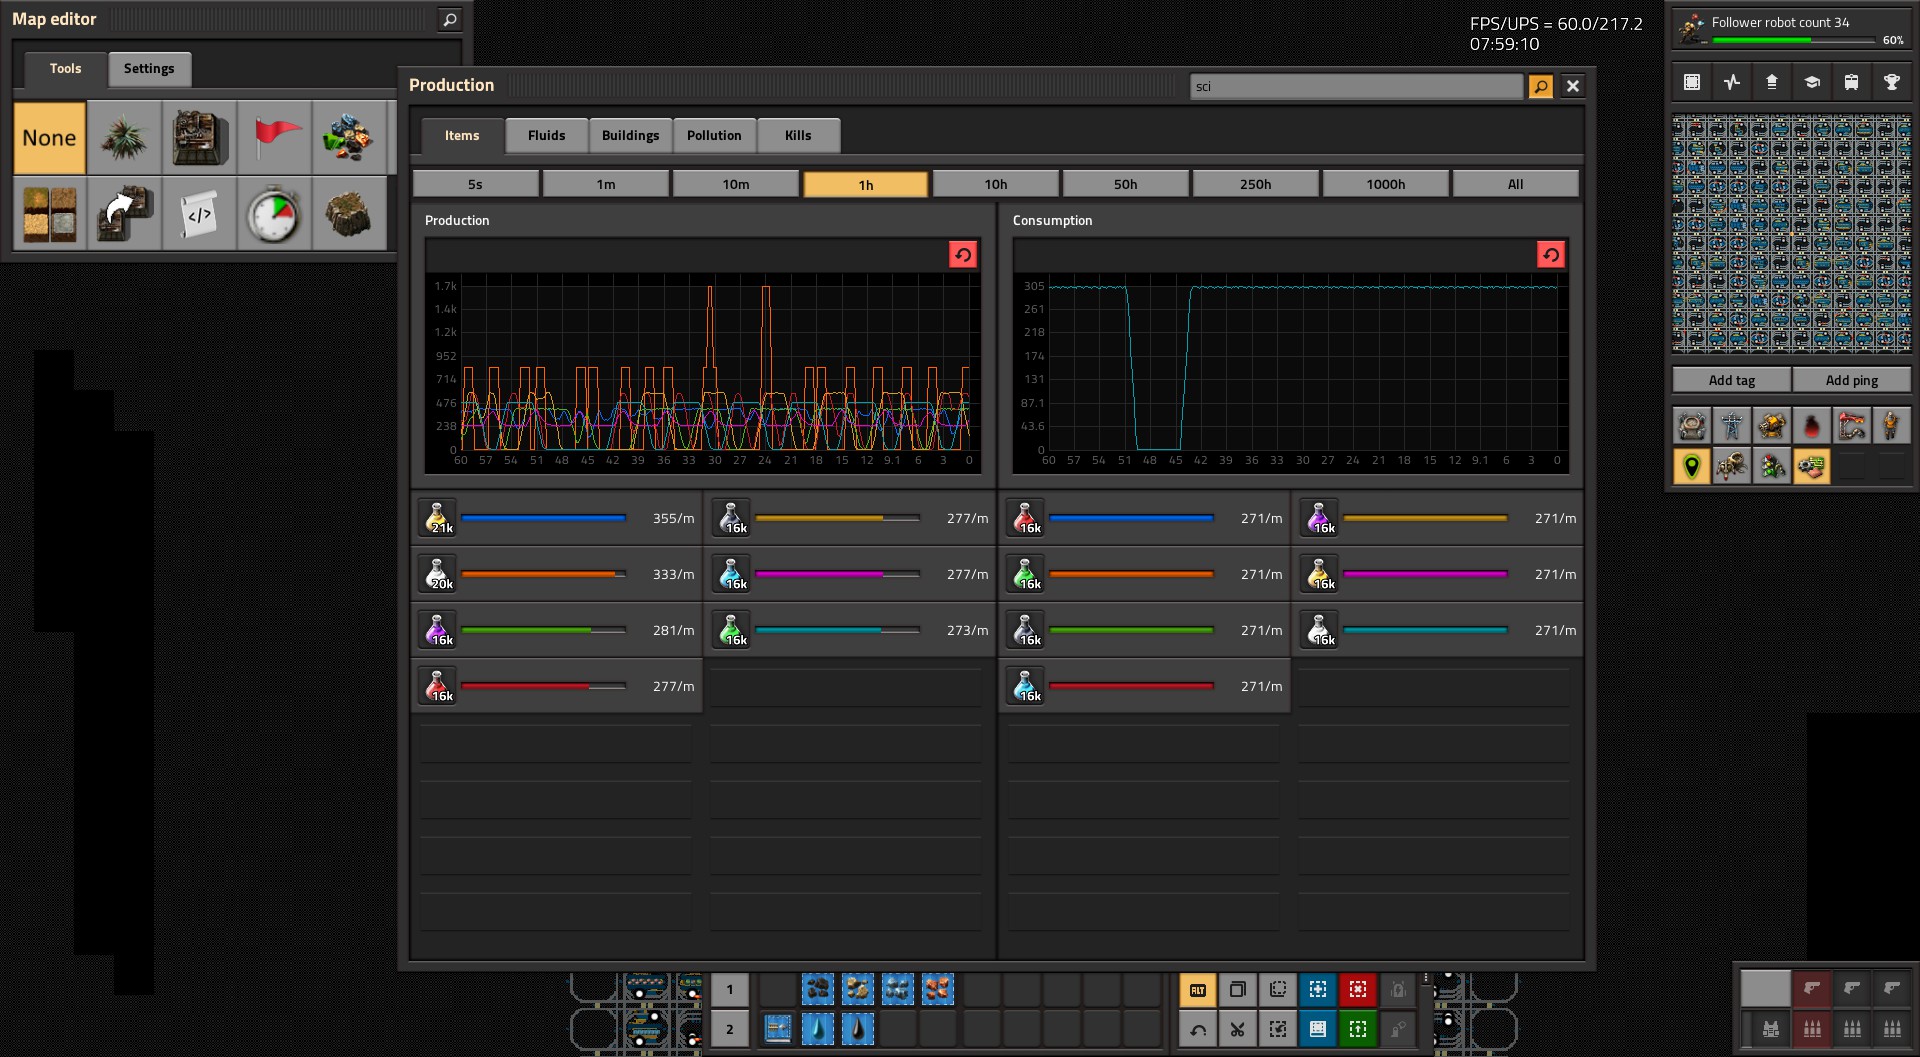 Map editor
FPS/UPS = 60.0/217.2
07:59:10
Follower robot count 34
60%
Tools
Settings
None
Production
sci
Items
Fluids
Buildings
Pollution
Kills
5s
1m
10m
1h
10h
50h
250h
1000h
All
Production
1.7k
1.4k
1.2k
952
714
476
238
0
60 57 54 51 48 45 42 39 36 33 30 27 24 21 18 15 12 9.1 6 3 0
Consumption
305
261
218
174
131
87.1
43.6
0
60 57 54 51 48 45 42 39 36 33 30 27 24 21 18 15 12 9.1 6 3 0
21k 355/m
16k 277/m
20k 333/m
16k 277/m
16k 281/m
16k 273/m
16k 277/m
16k 271/m
16k 271/m
16k 271/m
16k 271/m
16k 271/m
16k 271/m
16k 271/m
Add tag
Add ping
1
2
ALT